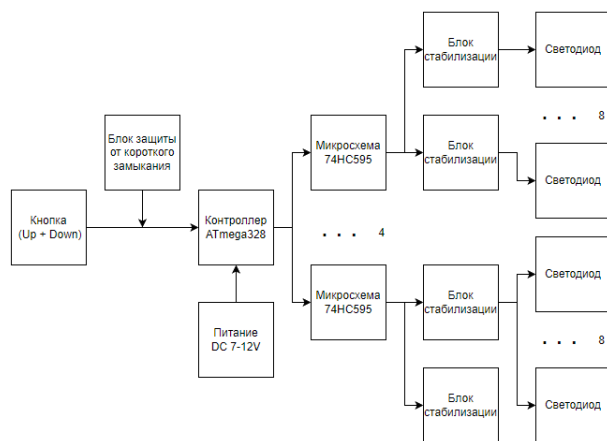 Блок
стабилизации
Светодиод
. . . 8
Блок защиты
от короткого
замыкания
Микросхема
74HC595
Блок
стабилизации
Светодиод
Кнопка
(Up + Down)
Контроллер
ATmega328
. . . 4
Микросхема
74HC595
Блок
стабилизации
Светодиод
Питание
DC 7-12V
. . . 8
Блок
стабилизации
Светодиод